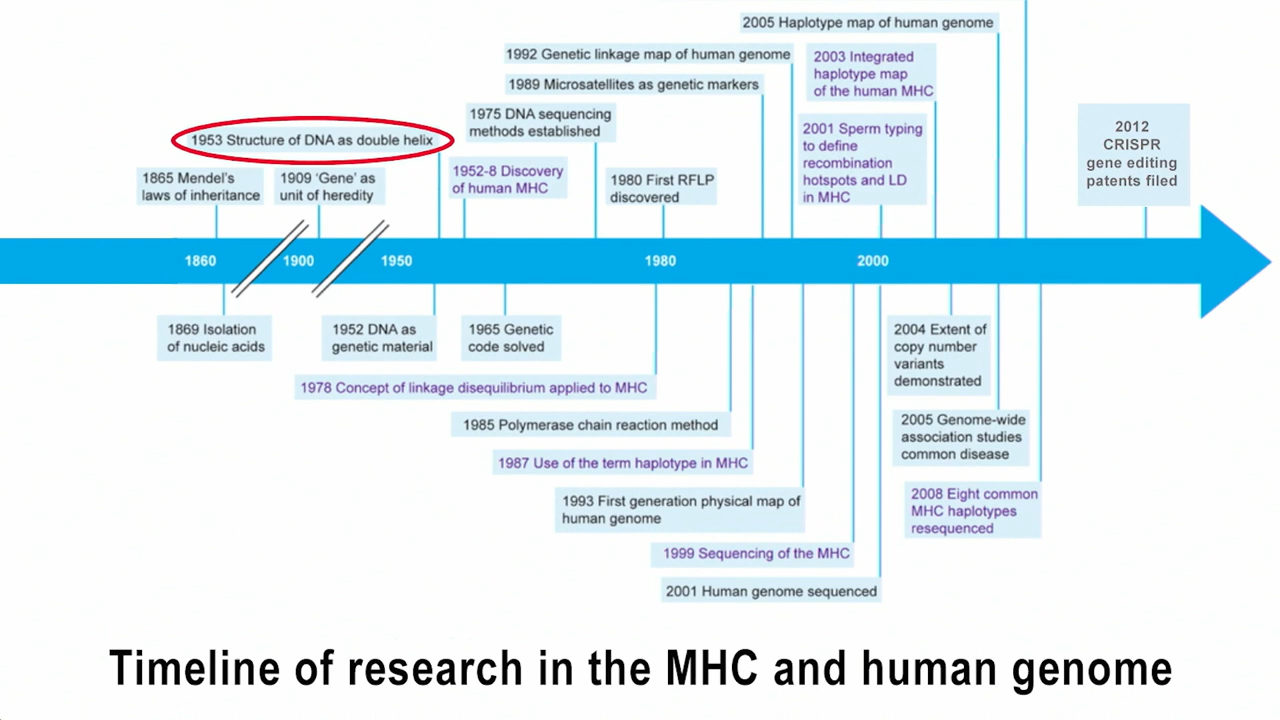 2005 Haplotype map of human genome
1992 Genetic linkage map of human genome
2003 Integrated
haplotype map
of the human MHC
1989 Microsatellites as genetic markers
1975 DNA sequencing
methods established
2001 Sperm typing
to define
recombination
hotspots and LD
in MHC
2012
CRISPR
gene editing
patents filed
1953 Structure of DNA as double helix
1865 Mendel's
laws of inheritance
1909 ‘Gene’ as
unit of heredity
1952-8 Discovery
of human MHC
1980 First RFLP
discovered
1860
1900
1950
1980
2000
1869 Isolation
of nucleic acids
1952 DNA as
genetic material
1965 Genetic
code solved
2004 Extent of
copy number
variants
demonstrated
1978 Concept of linkage disequilibrium applied to MHC
1985 Polymerase chain reaction method
2005 Genome-wide
association studies
common disease
1987 Use of the term haplotype in MHC
1993 First generation physical map of
human genome
2008 Eight common
MHC haplotypes
resequenced
1999 Sequencing of the MHC
2001 Human genome sequenced
Timeline of research in the MHC and human genome